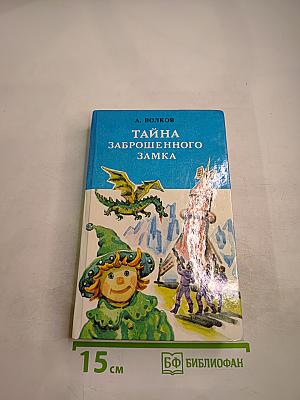 А. ВОЛКОВ
ТАЙНА
ЗАБРОШЕННОГО
ЗАМКА
15 см
БФ БИБЛИОФАН